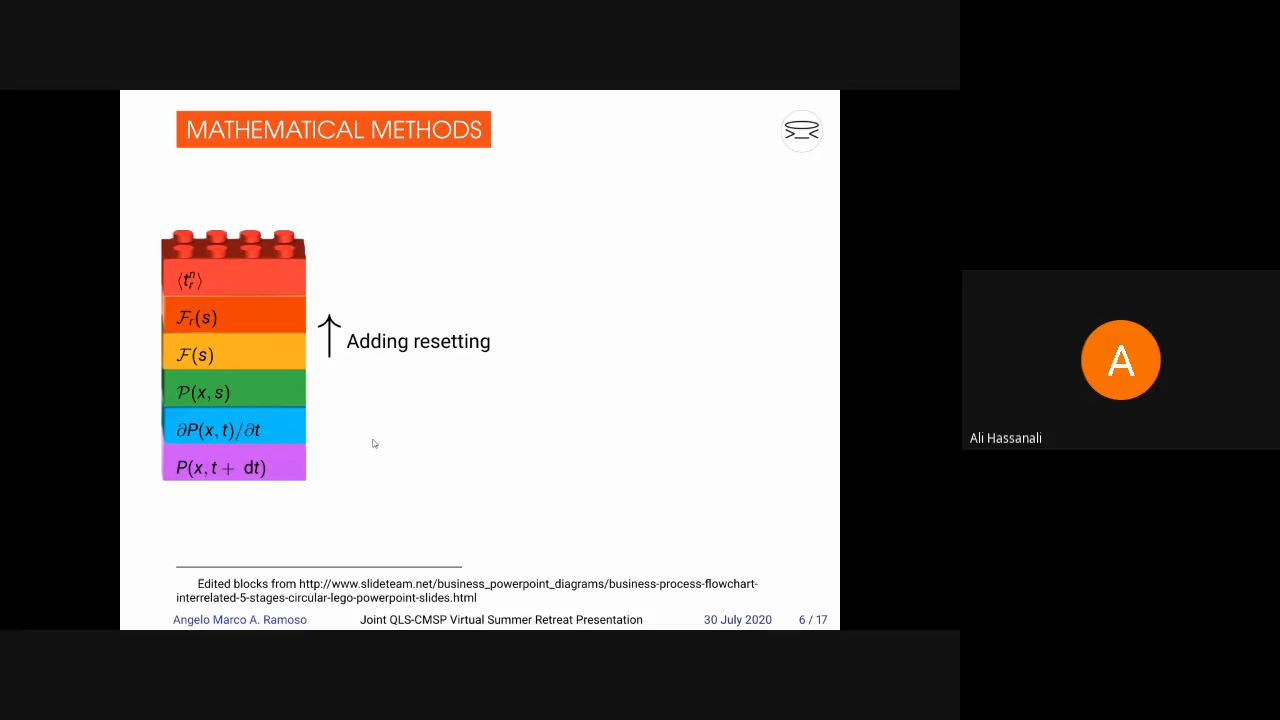 MATHEMATICAL METHODS
⟨tᵣⁿ⟩
ℱᵣ(s)
Adding resetting
ℱ(s)
𝒫(x, s)
∂P(x, t)/∂t
P(x, t + dt)
A
Ali Hassanali
Edited blocks from http://www.slideteam.net/business_powerpoint_diagrams/business-process-flowchart-
interrelated-5-stages-circular-lego-powerpoint-slides.html
Angelo Marco A. Ramoso Joint QLS-CMSP Virtual Summer Retreat Presentation 30 July 2020 6 / 17